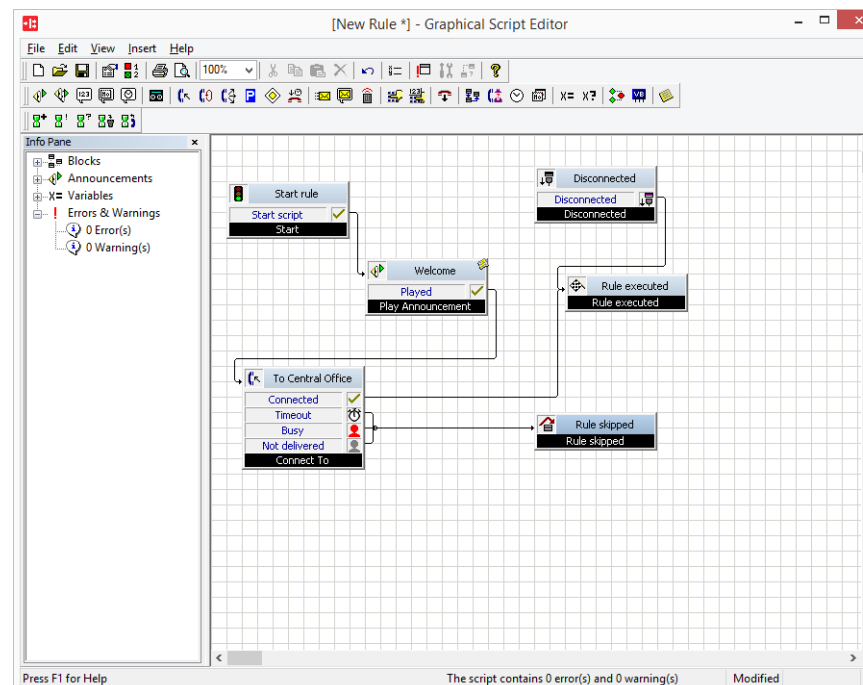 [New Rule *] - Graphical Script Editor
File Edit View Insert Help
100%
Info Pane
Blocks
Announcements
X= Variables
Errors & Warnings
0 Error(s)
0 Warning(s)
Start rule
Start script
Start
Welcome
Played
Play Announcement
To Central Office
Connected
Timeout
Busy
Not delivered
Connect To
Disconnected
Disconnected
Disconnected
Rule executed
Rule executed
Rule skipped
Rule skipped
Press F1 for Help
The script contains 0 error(s) and 0 warning(s)
Modified